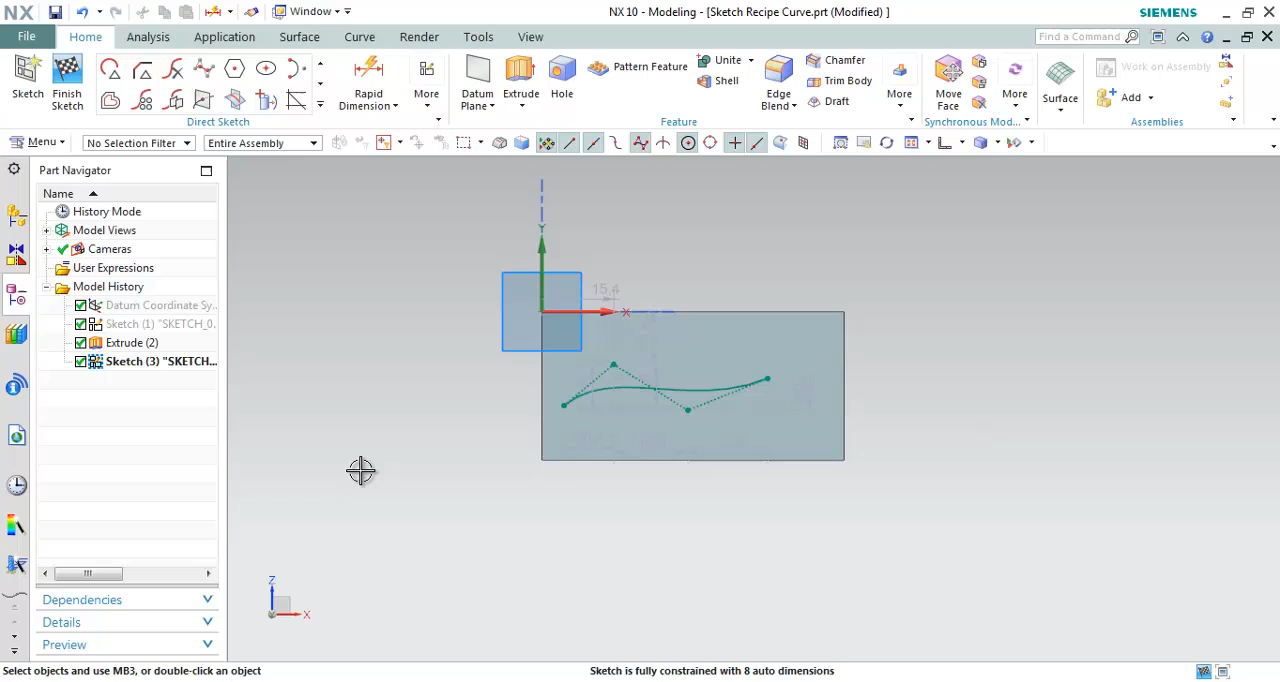 NX
Window
NX 10 - Modeling - [Sketch Recipe Curve.prt (Modified) ]
SIEMENS
File
Home
Analysis
Application
Surface
Curve
Render
Tools
View
Find a Command
Sketch
Finish Sketch
Rapid Dimension
More
Datum Plane
Extrude
Hole
Pattern Feature
Unite
Shell
Edge Blend
Chamfer
Trim Body
Draft
More
Move Face
More
Surface
Work on Assembly
Add
Direct Sketch
Feature
Synchronous Mod...
Assemblies
Menu
No Selection Filter
Entire Assembly
Part Navigator
Name
History Mode
Model Views
Cameras
User Expressions
Model History
Datum Coordinate Sy...
Sketch (1) "SKETCH_0...
Extrude (2)
Sketch (3) "SKETCH...
Dependencies
Details
Preview
Y
15.4
X
Z
X
Select objects and use MB3, or double-click an object
Sketch is fully constrained with 8 auto dimensions